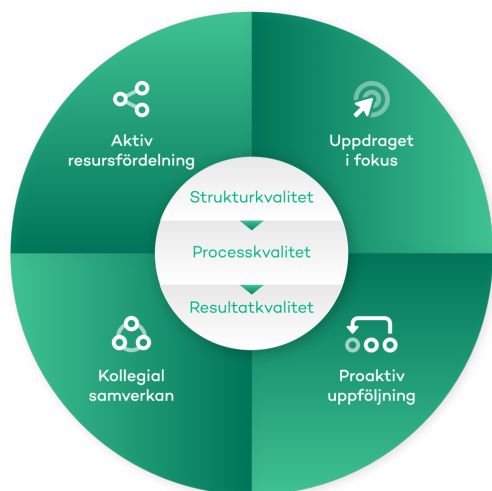 Aktiv
resursfördelning
Uppdraget
i fokus
Strukturkvalitet
Processkvalitet
Resultatkvalitet
Kollegial
samverkan
Proaktiv
uppföljning